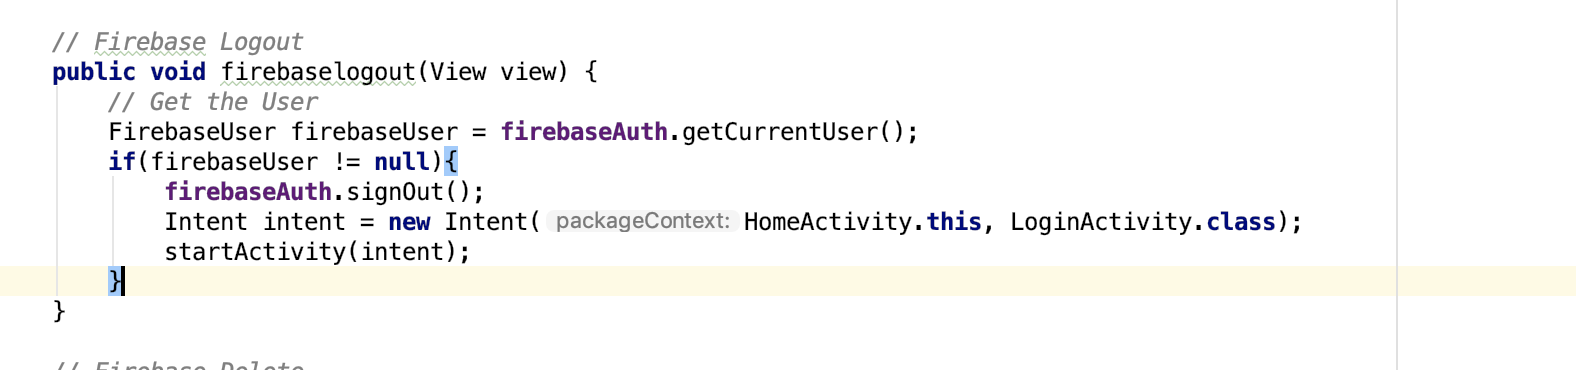 // Firebase Logout
public void firebaselogout(View view) {
// Get the User
FirebaseUser firebaseUser = firebaseAuth.getCurrentUser();
if(firebaseUser != null){
firebaseAuth.signOut();
Intent intent = new Intent( packageContext: HomeActivity.this, LoginActivity.class);
startActivity(intent);
}
}
// Firebase Delete